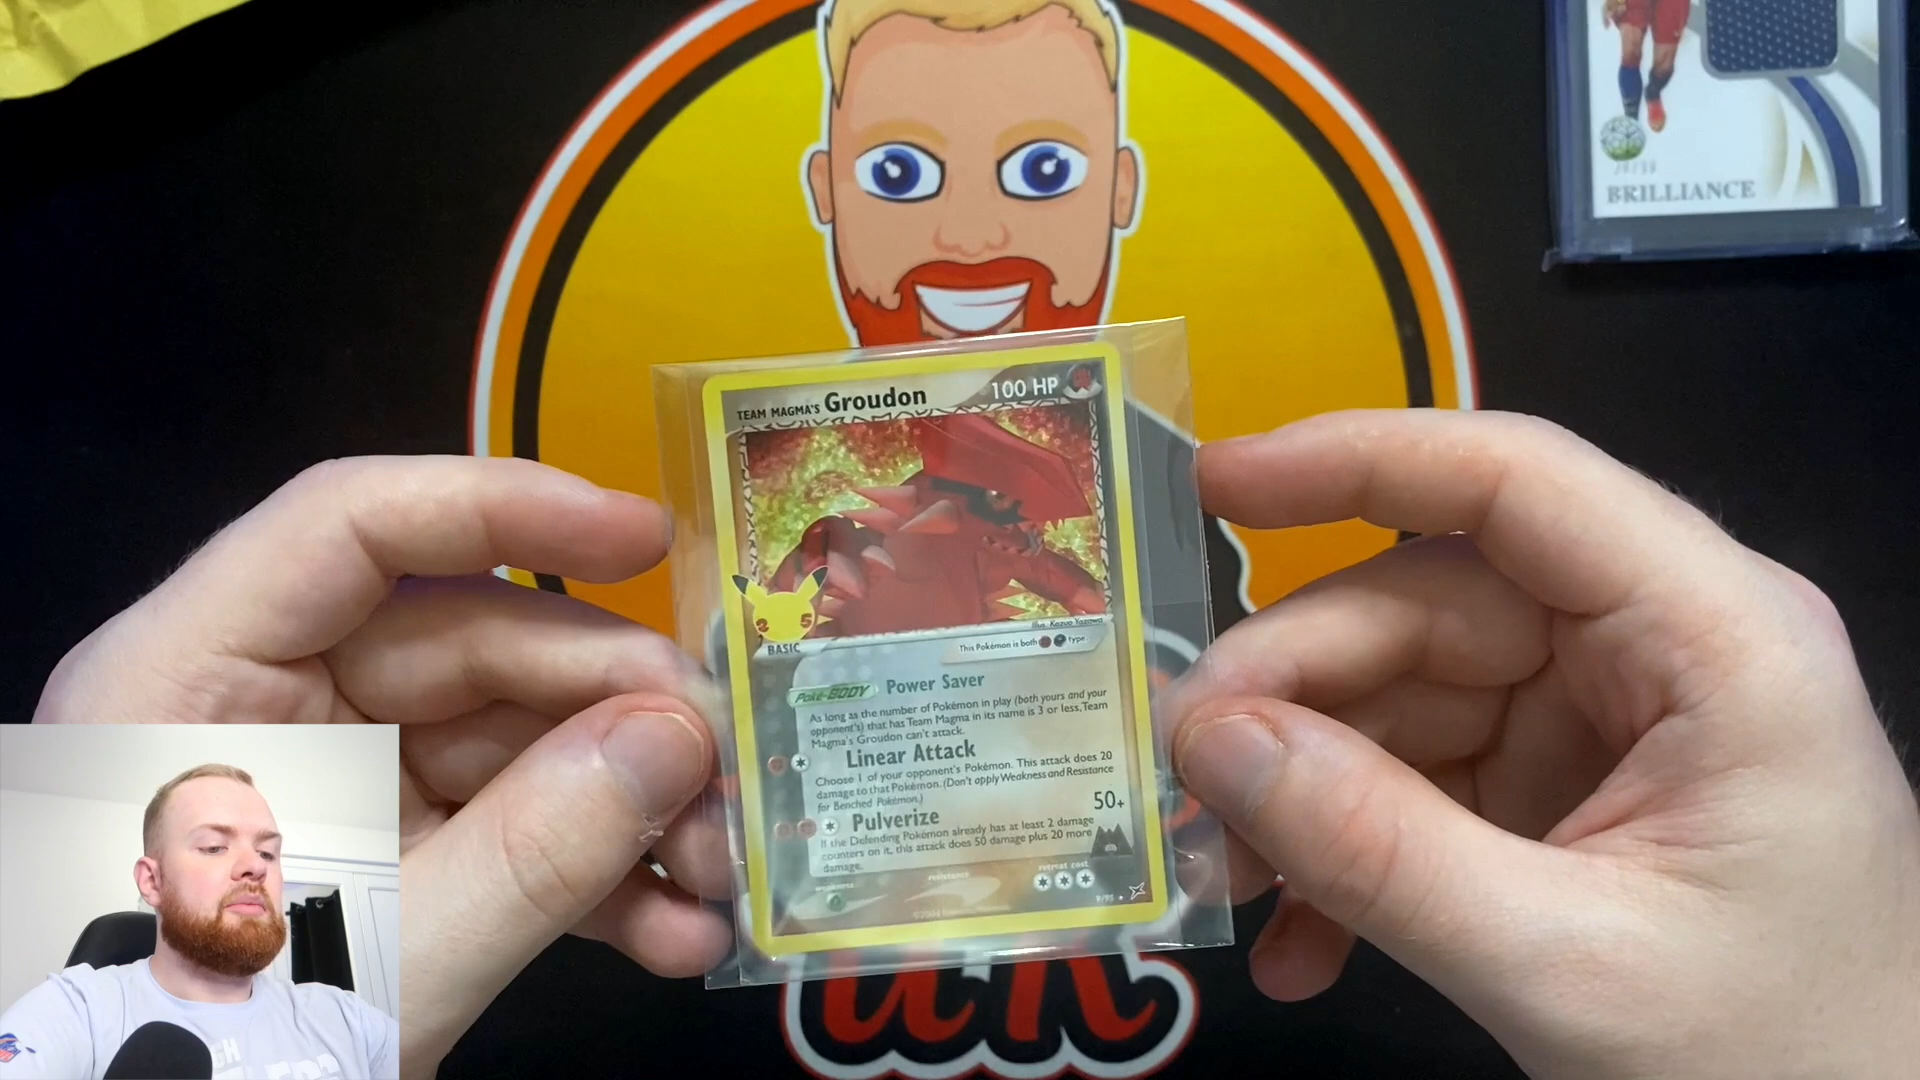 BRILLIANCE
TEAM MAGMA'S Groudon 100 HP
25
Illus. Kazuo Yazawa
BASIC
This Pokémon is both type.
Poké-BODY Power Saver
As long as the number of Pokémon in play (both yours and your
opponent's) that has Team Magma in its name is 3 or less, Team
Magma's Groudon can't attack.
Linear Attack
Choose 1 of your opponent's Pokémon. This attack does 20
damage to that Pokémon. (Don't apply Weakness and Resistance
for Benched Pokémon.)
Pulverize 50+
If the Defending Pokémon already has at least 2 damage
counters on it, this attack does 50 damage plus 20 more
damage.
weakness resistance retreat cost
9/95
UK